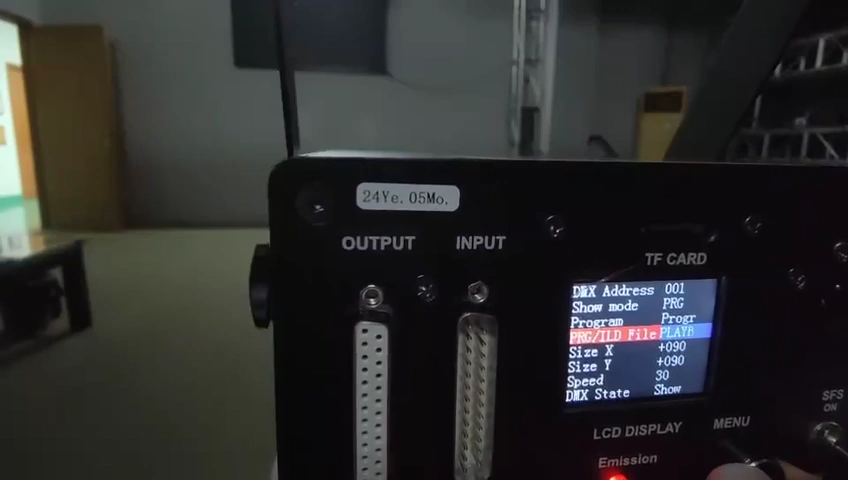 24Ye. 05Mo.
OUTPUT
INPUT
TF CARD
DMX Address 001
Show mode PRG
Program Progr
PRG/ILD File PLAYB
Size X +090
Size Y +090
Speed 30
DMX State Show
LCD DISPLAY
MENU
SFS
ON
Emission